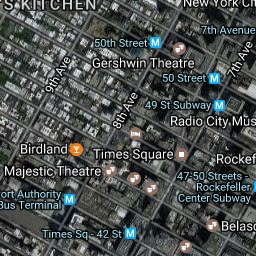 S KITCHEN
New York Ci
7th Avenue
50th Street
Gershwin Theatre
9th Ave
50 Street
7th Ave
8th Ave
49 St Subway
Radio City Mus
Birdland
Times Square
Rockef
Majestic Theatre
47-50 Streets -
Rockefeller
Center Subway
ort Authority
Bus Terminal
Belasc
Times Sq - 42 St